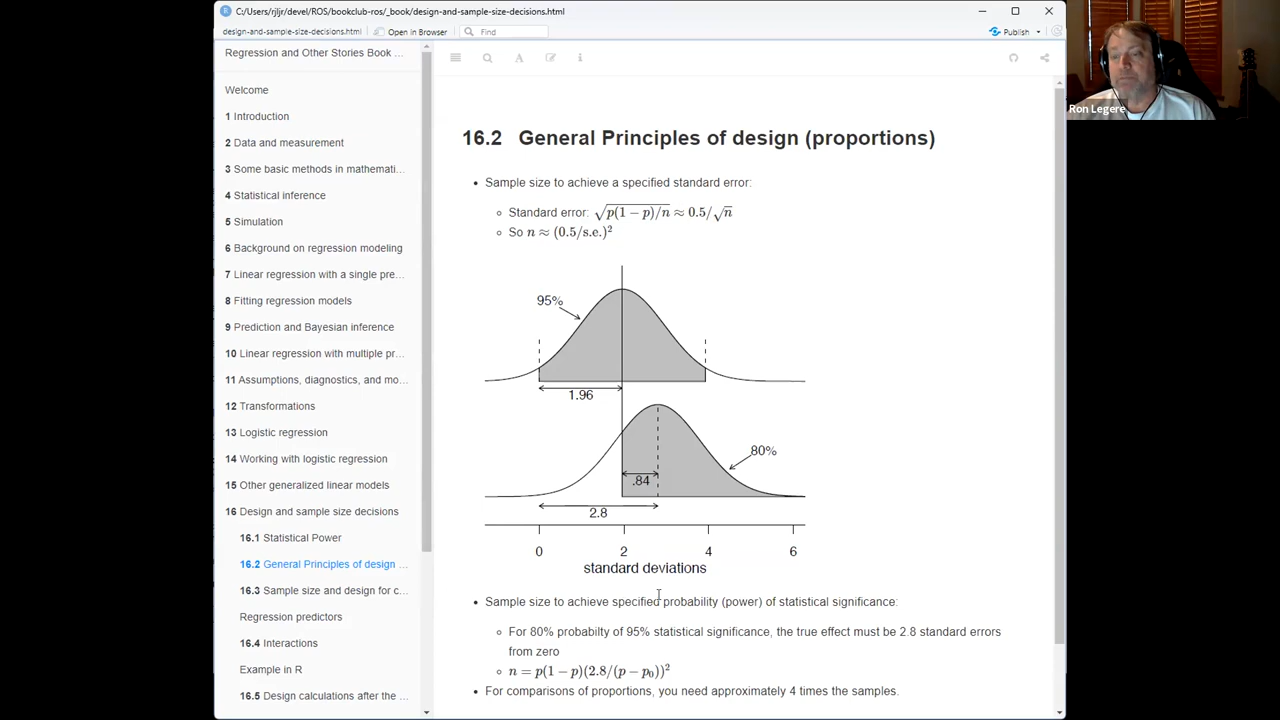 C:/Users/rjljr/devel/ROS/bookclub-ros/_book/design-and-sample-size-decisions.html
design-and-sample-size-decisions.html
Open in Browser
Find
Publish
Regression and Other Stories Book ...
Welcome
1 Introduction
2 Data and measurement
3 Some basic methods in mathemati...
4 Statistical inference
5 Simulation
6 Background on regression modeling
7 Linear regression with a single pre...
8 Fitting regression models
9 Prediction and Bayesian inference
10 Linear regression with multiple pr...
11 Assumptions, diagnostics, and mo...
12 Transformations
13 Logistic regression
14 Working with logistic regression
15 Other generalized linear models
16 Design and sample size decisions
16.1 Statistical Power
16.2 General Principles of design ...
16.3 Sample size and design for c...
Regression predictors
16.4 Interactions
Example in R
16.5 Design calculations after the ...
A
i
16.2 General Principles of design (proportions)
• Sample size to achieve a specified standard error:
Standard error: √p(1 − p)/n ≈ 0.5/√n
So n ≈ (0.5/s.e.)²
95%
1.96
80%
.84
2.8
0 2 4 6
standard deviations
• Sample size to achieve specified probability (power) of statistical significance:
For 80% probabilty of 95% statistical significance, the true effect must be 2.8 standard errors
from zero
n = p(1 − p)(2.8/(p − p₀))²
• For comparisons of proportions, you need approximately 4 times the samples.
Ron Legere